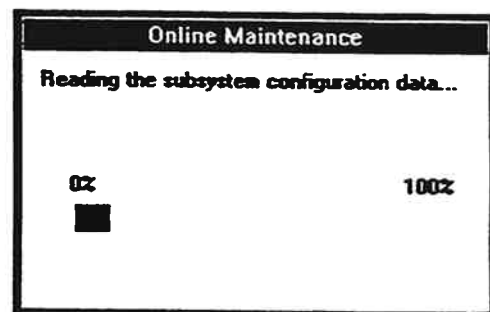 Online Maintenance
Reading the subsystem configuration data...
0% 100%